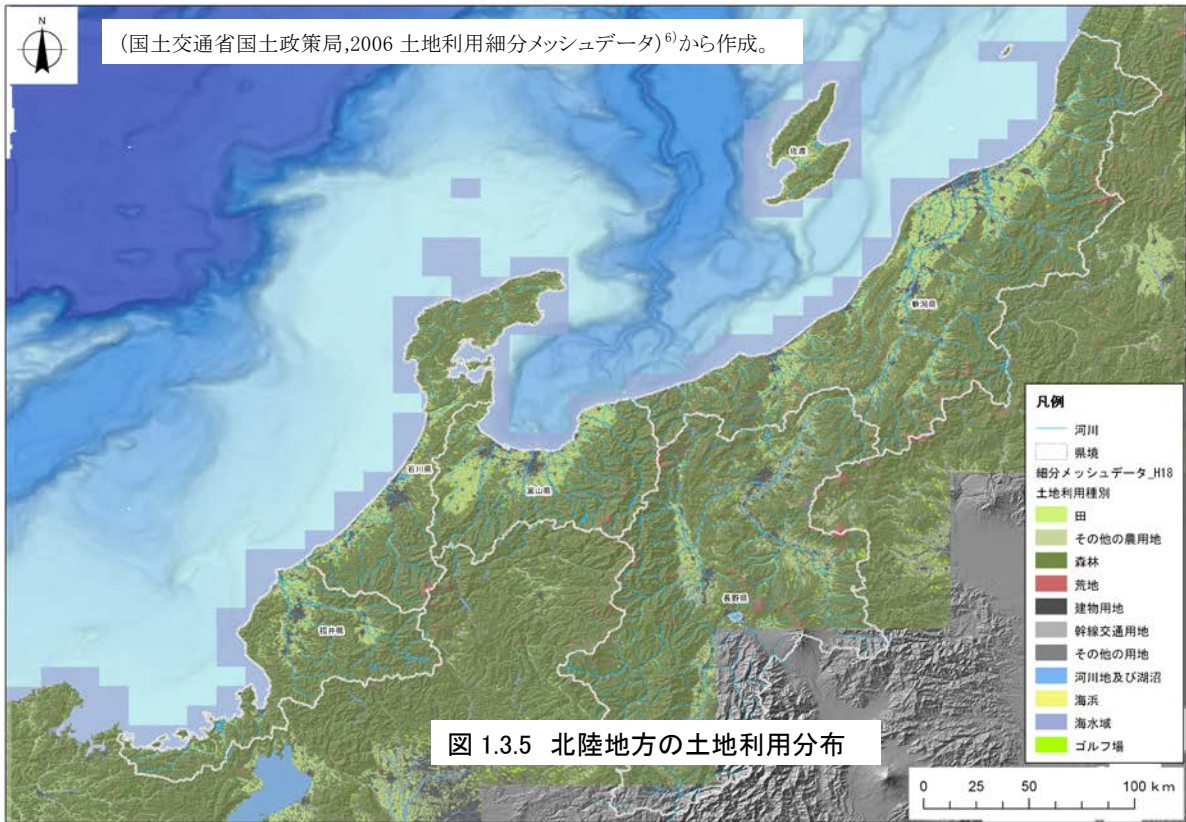 N
(国土交通省国土政策局,2006 土地利用細分メッシュデータ)6)から作成。
佐渡
新潟県
石川県
富山県
長野県
福井県
凡例
河川
県境
細分メッシュデータ_H18
土地利用種別
田
その他の農用地
森林
荒地
建物用地
幹線交通用地
その他の用地
河川地及び湖沼
海浜
海水域
ゴルフ場
図 1.3.5 北陸地方の土地利用分布
0 25 50 100 km